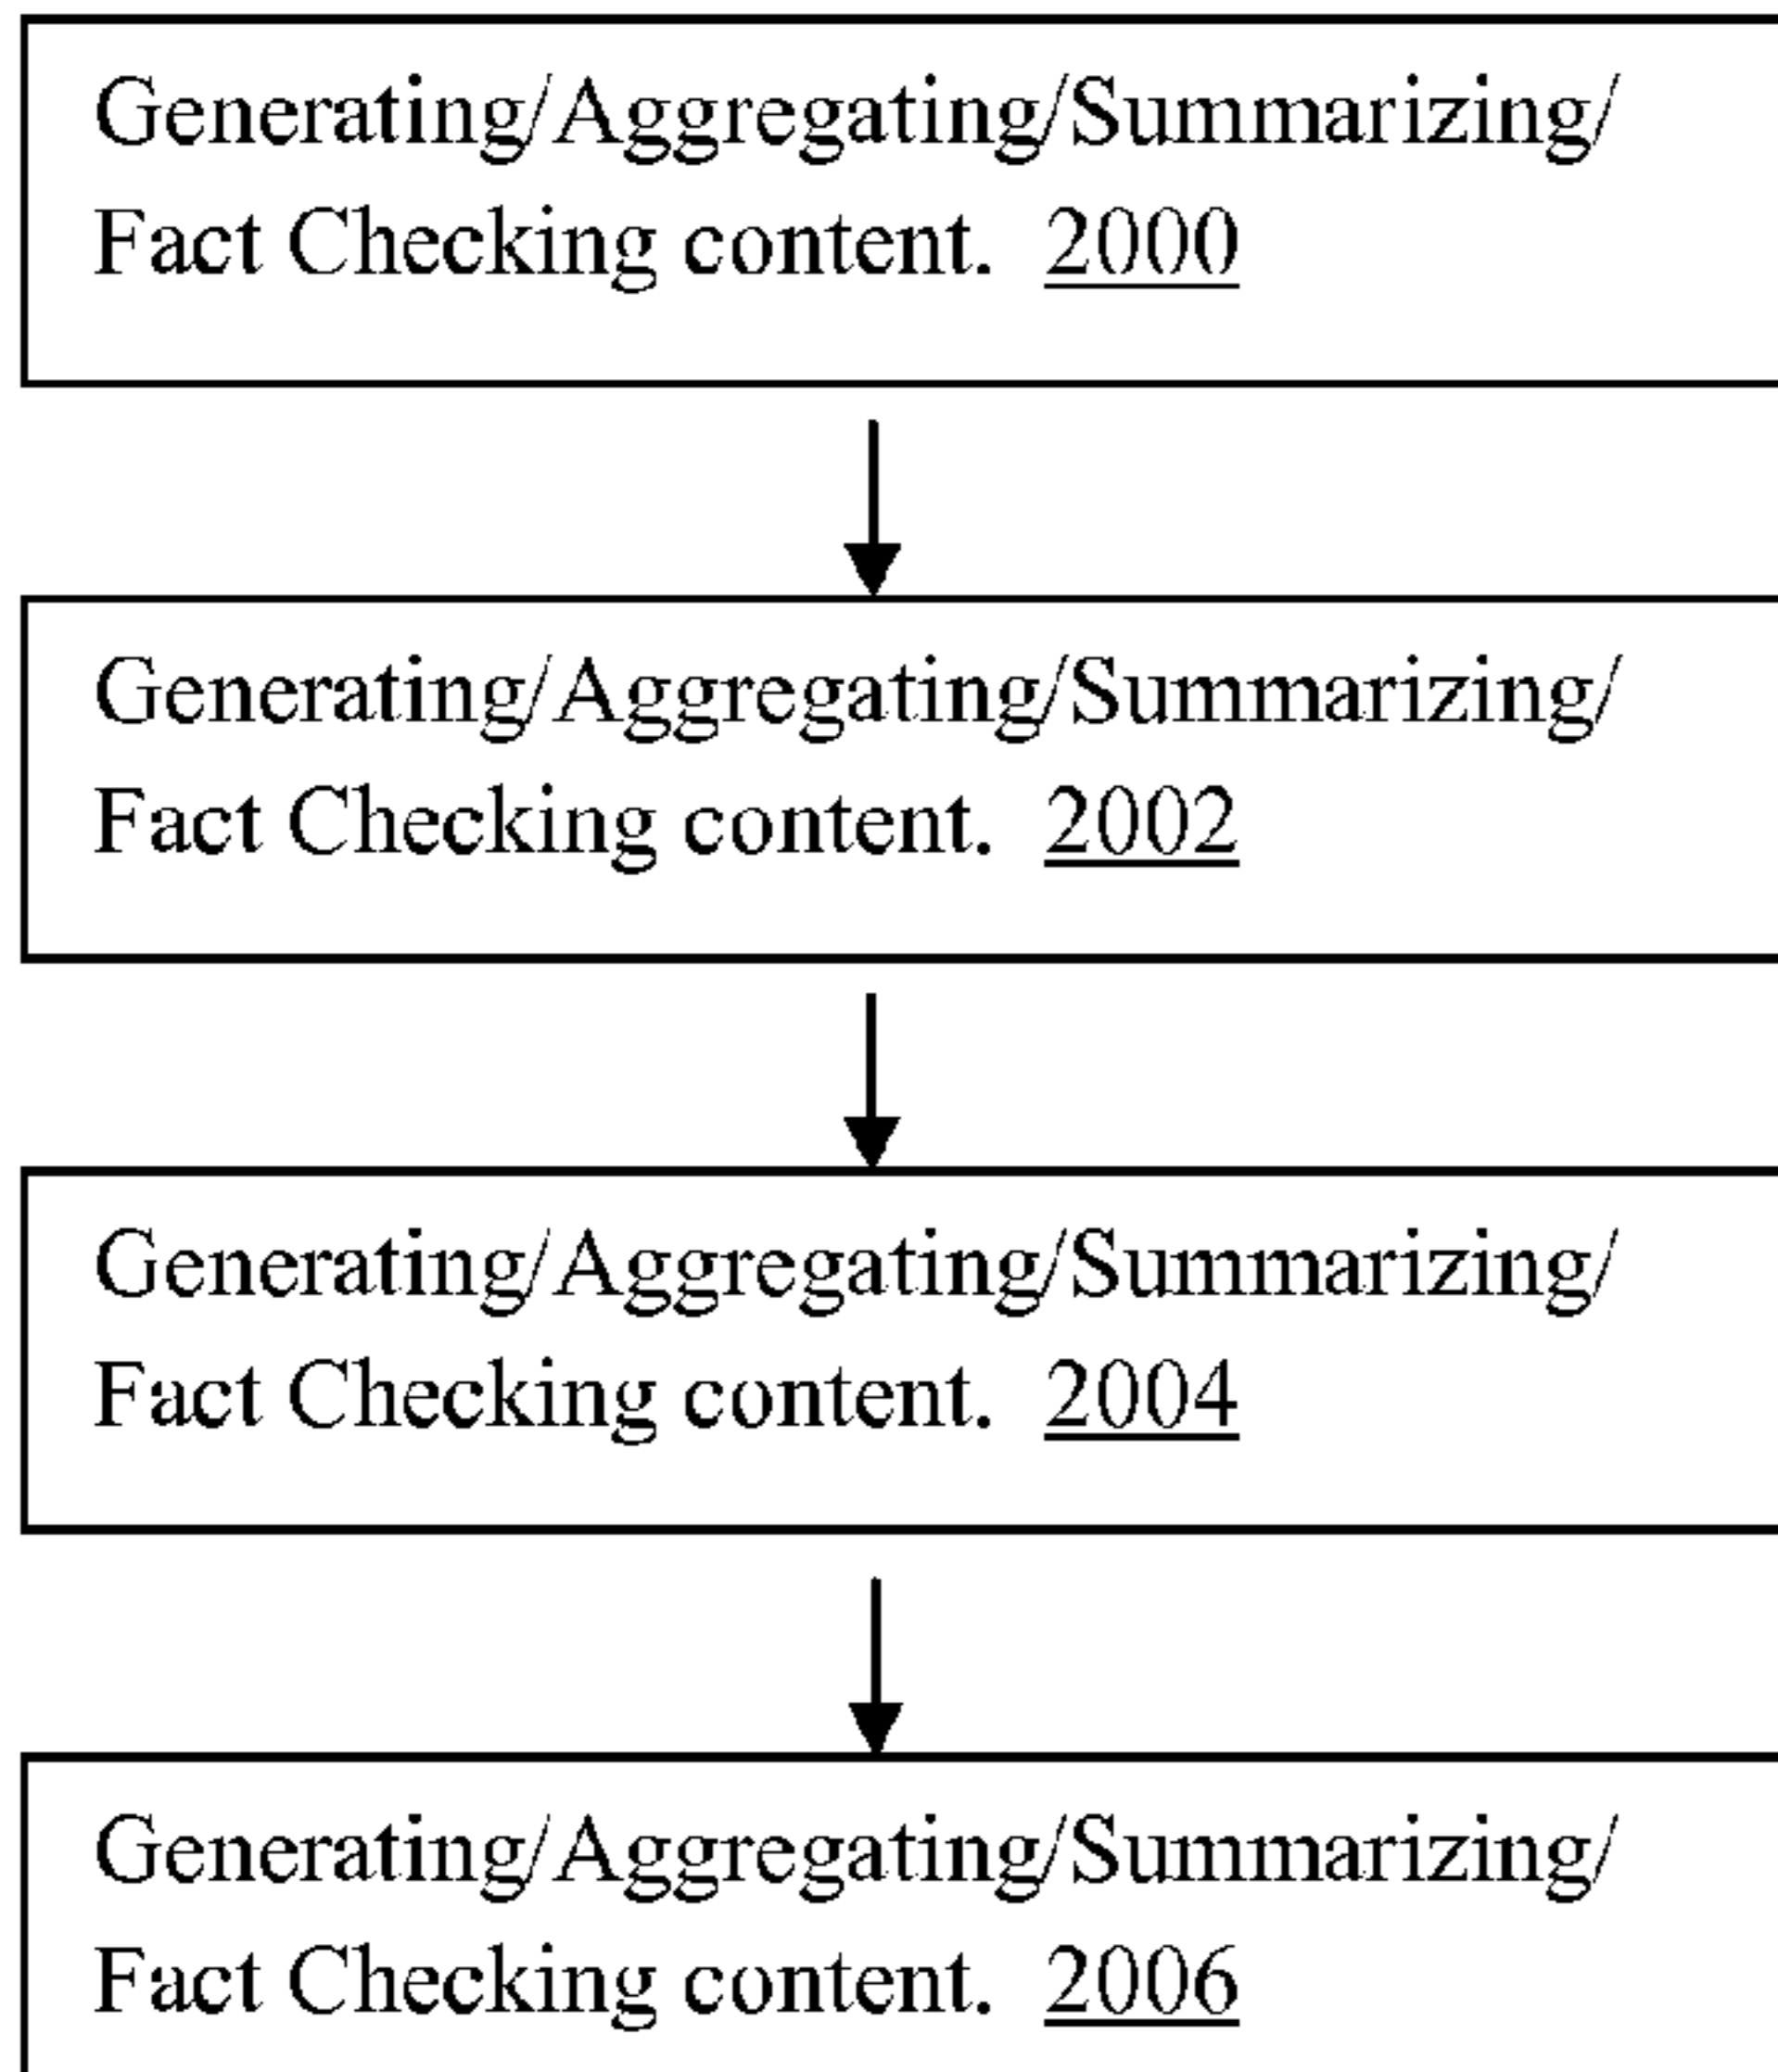 Generating/Aggregating/Summarizing/
Fact Checking content. 2000
Generating/Aggregating/Summarizing/
Fact Checking content. 2002
Generating/Aggregating/Summarizing/
Fact Checking content. 2004
Generating/Aggregating/Summarizing/
Fact Checking content. 2006